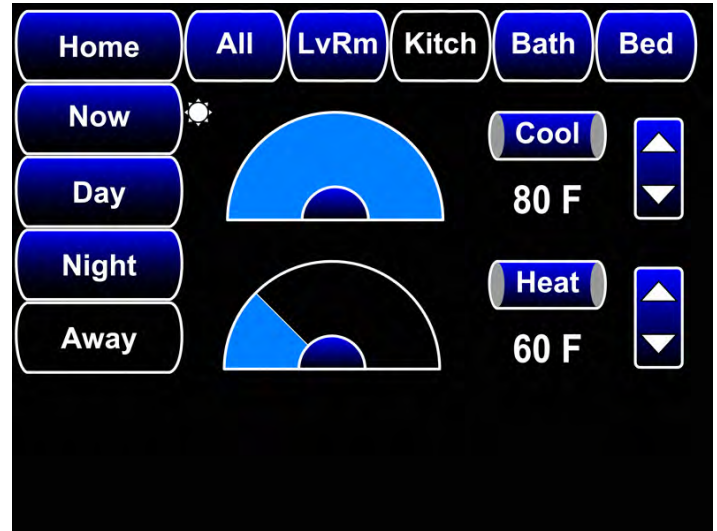 Home All LvRm Kitch Bath Bed
Now
Cool
Day
80 F
Night
Heat
Away
60 F